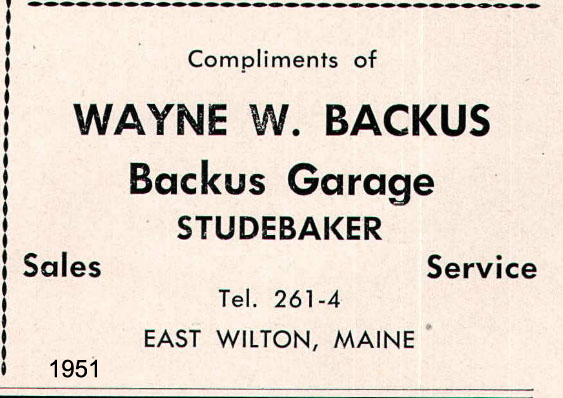 Compliments of
WAYNE W. BACKUS
Backus Garage
STUDEBAKER
Sales Service
Tel. 261-4
EAST WILTON, MAINE
1951